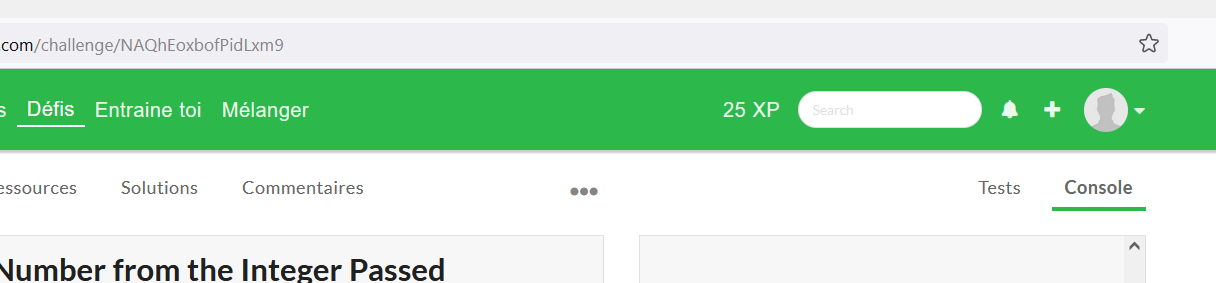 .com/challenge/NAQhEoxbofPidLxm9
s Défis Entraine toi Mélanger 25 XP Search
essources Solutions Commentaires ••• Tests Console
Number from the Integer Passed